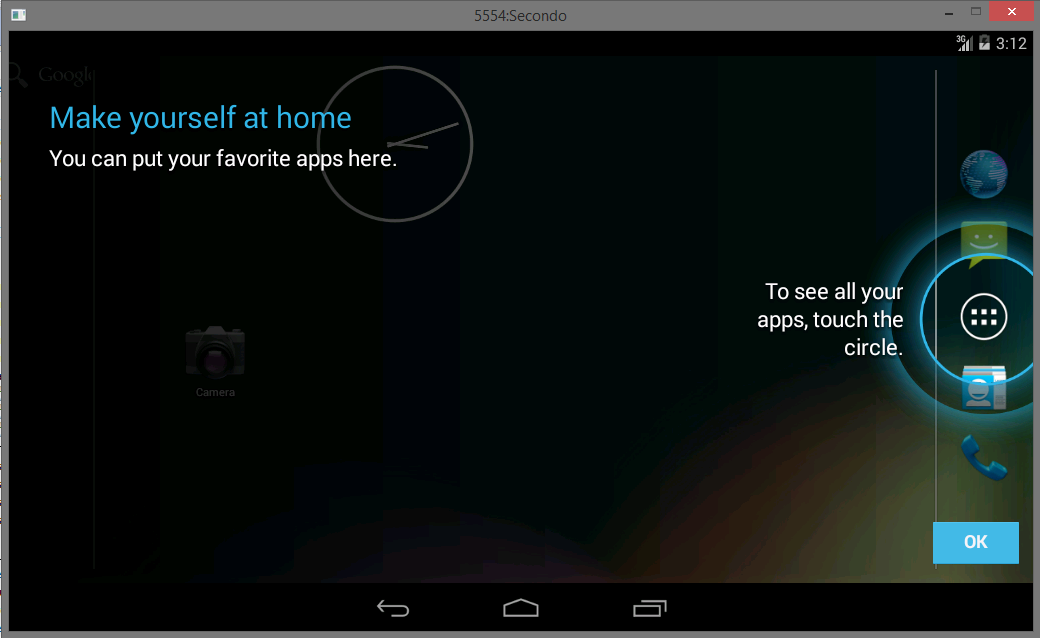 5554:Secondo
3G
3:12
Google
Make yourself at home
You can put your favorite apps here.
To see all your
apps, touch the
circle.
Camera
OK